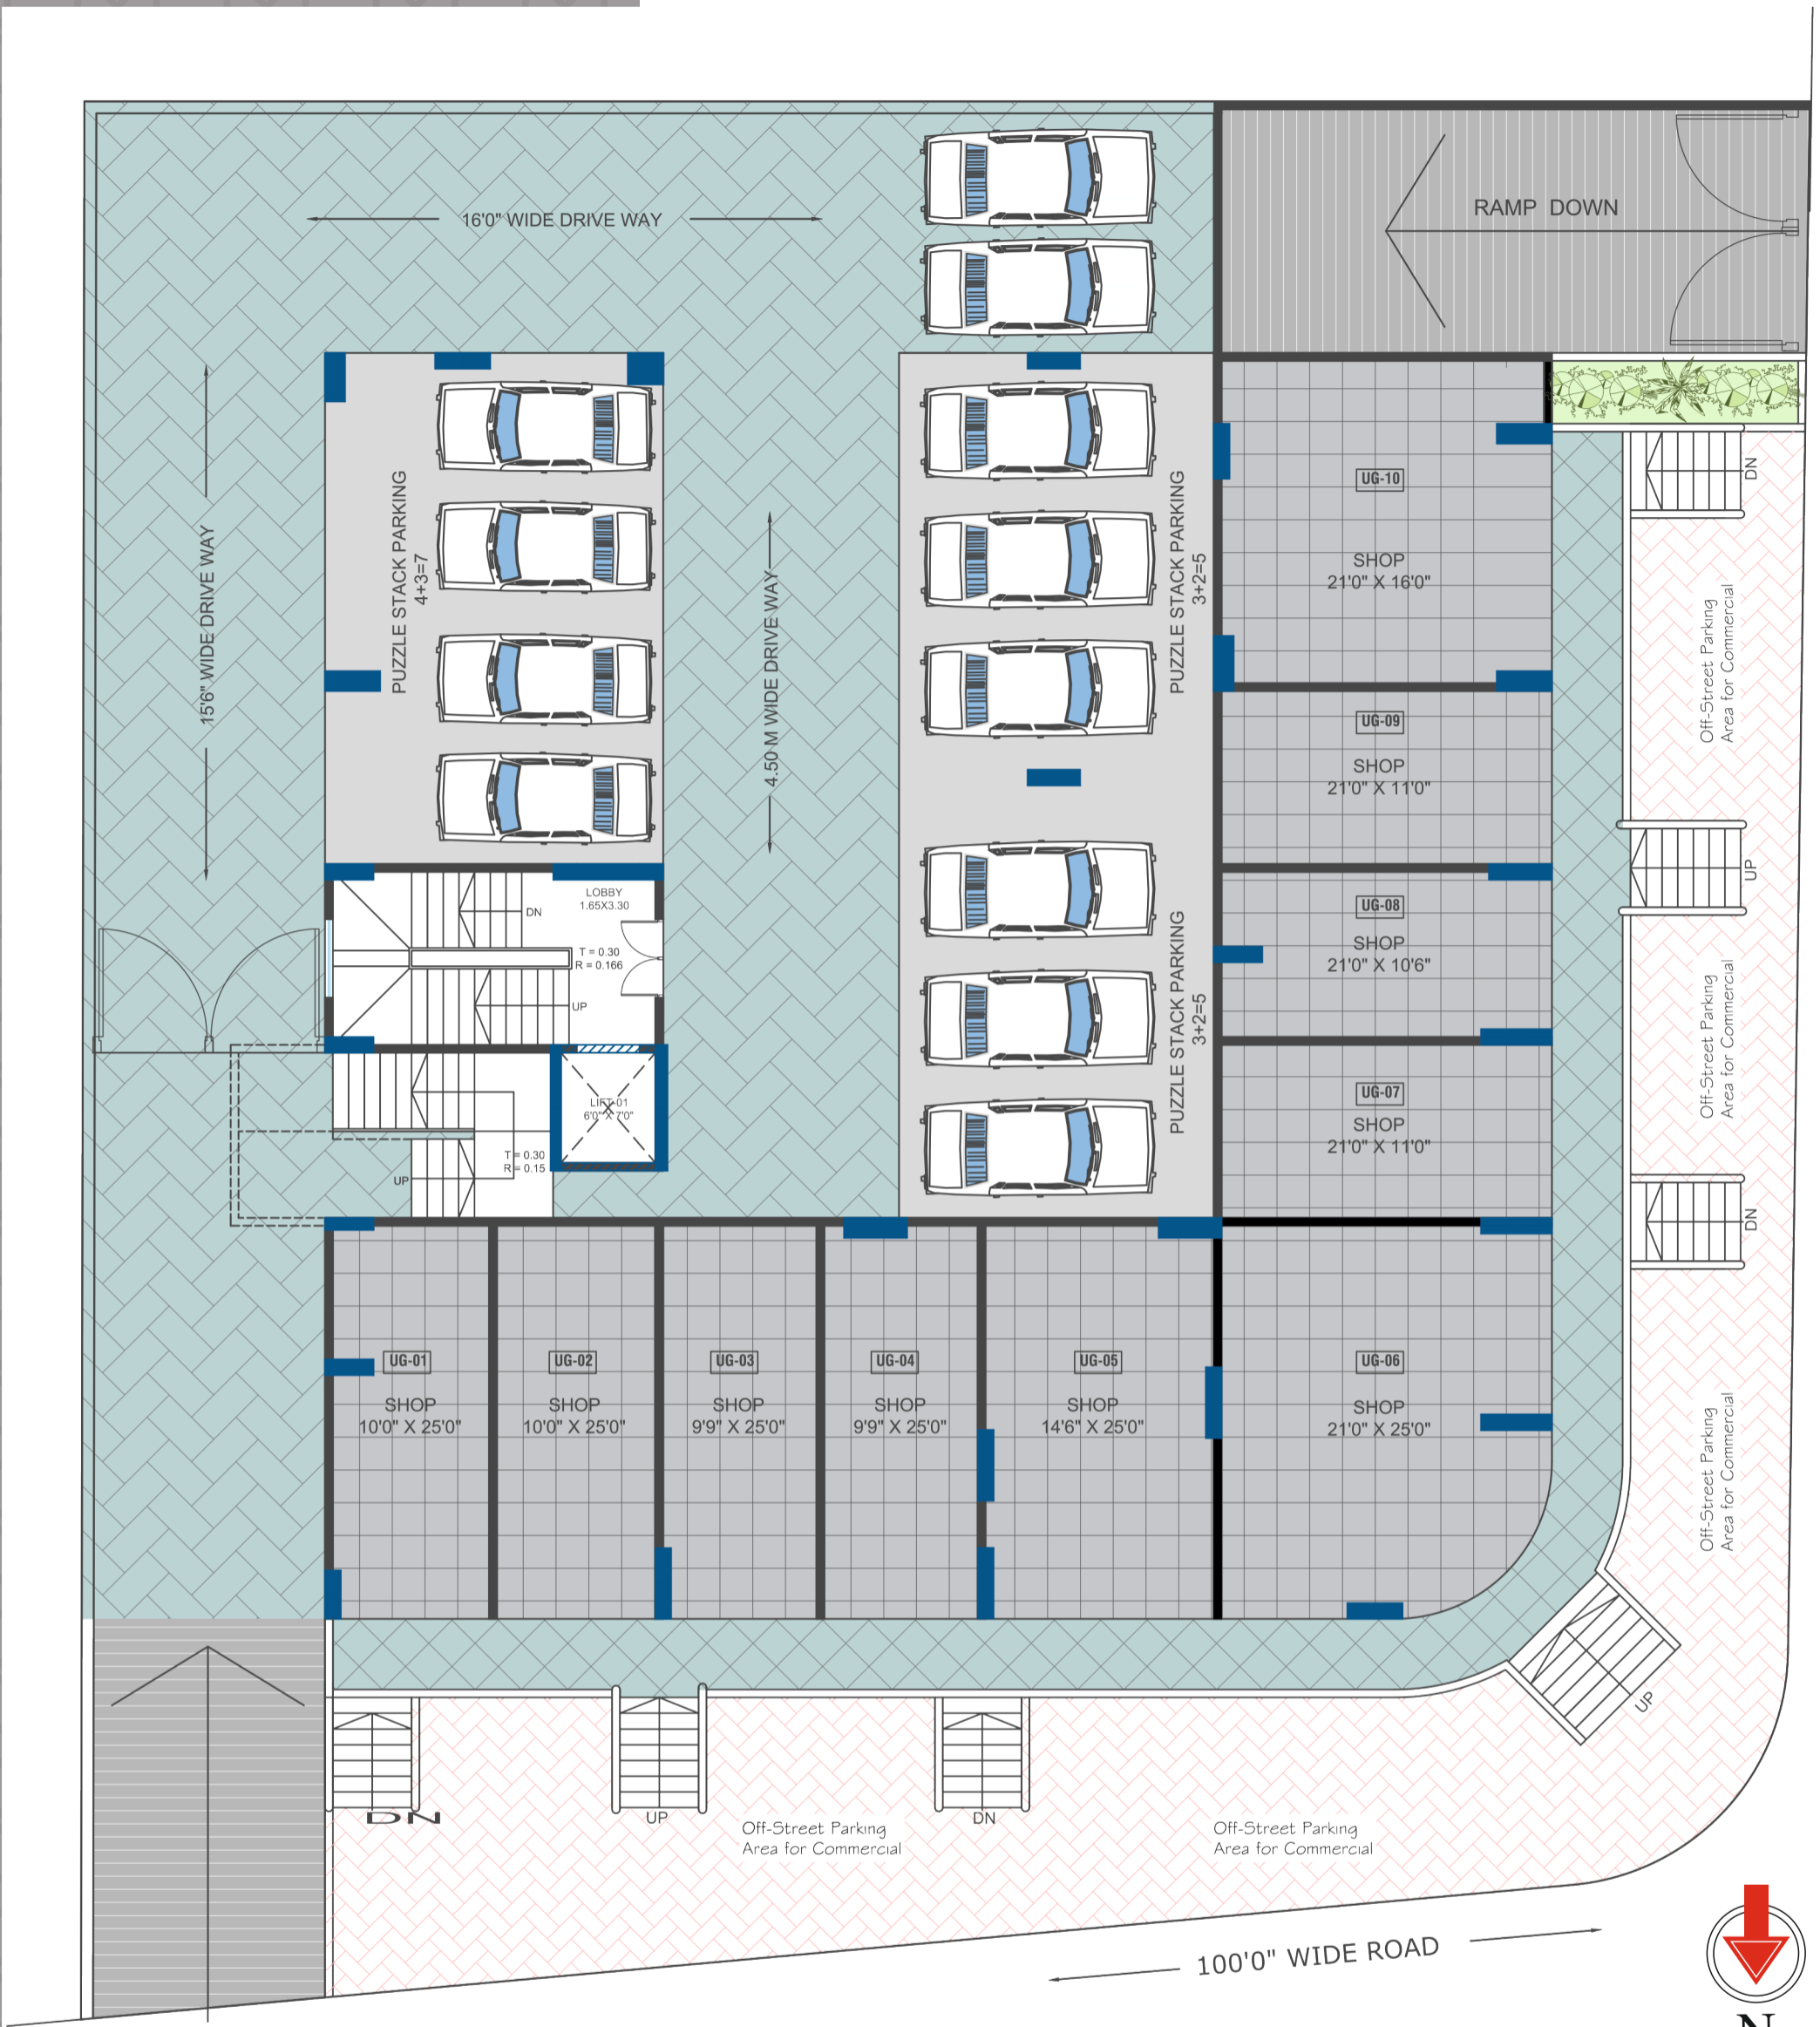 16'0" WIDE DRIVE WAY
RAMP DOWN
15'6" WIDE DRIVE WAY
PUZZLE STACK PARKING
4+3=7
4.50 M WIDE DRIVE WAY
PUZZLE STACK PARKING
3+2=5
UG-10
SHOP
21'0" X 16'0"
DN
Off-Street Parking
Area for Commercial
UG-09
SHOP
21'0" X 11'0"
UP
LOBBY
1.65X3.30
DN
T = 0.30
R = 0.166
UP
PUZZLE STACK PARKING
3+2=5
UG-08
SHOP
21'0" X 10'6"
Off-Street Parking
Area for Commercial
LIFT-01
6'0" X 7'0"
T = 0.30
R = 0.15
UP
UG-07
SHOP
21'0" X 11'0"
DN
UG-01
SHOP
10'0" X 25'0"
UG-02
SHOP
10'0" X 25'0"
UG-03
SHOP
9'9" X 25'0"
UG-04
SHOP
9'9" X 25'0"
UG-05
SHOP
14'6" X 25'0"
UG-06
SHOP
21'0" X 25'0"
Off-Street Parking
Area for Commercial
UP
DN
UP
DN
Off-Street Parking
Area for Commercial
Off-Street Parking
Area for Commercial
100'0" WIDE ROAD
N